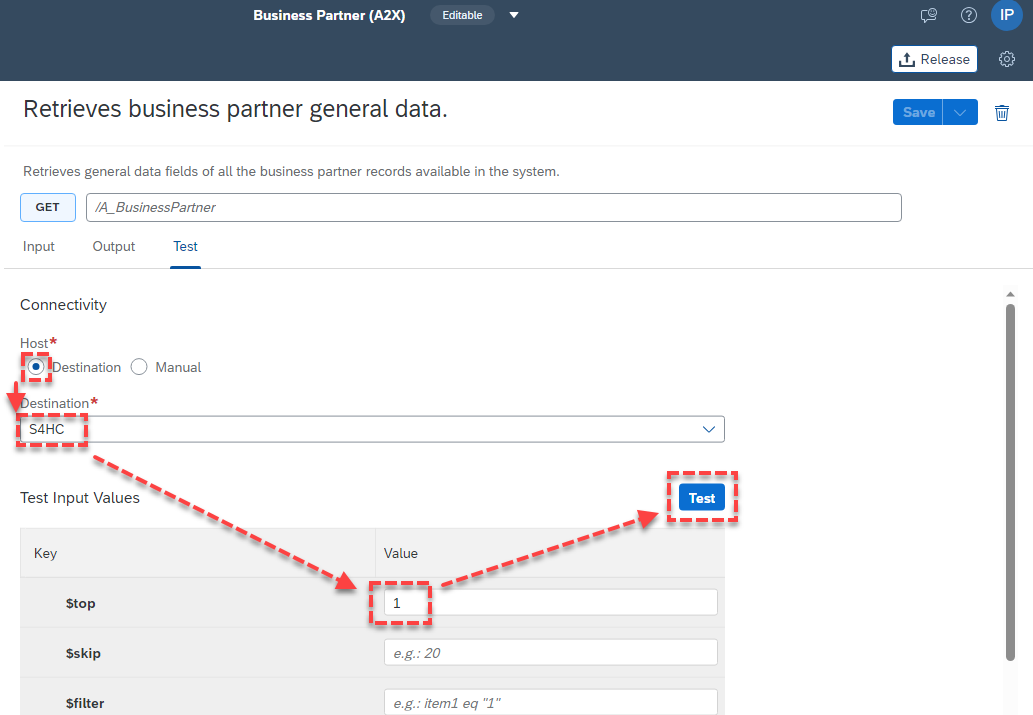 Business Partner (A2X) Editable
IP
Release
Retrieves business partner general data.
Save
Retrieves general data fields of all the business partner records available in the system.
GET /A_BusinessPartner
Input Output Test
Connectivity
Host*
Destination Manual
Destination*
S4HC
Test Input Values Test
Key Value
$top 1
$skip e.g.: 20
$filter e.g.: item1 eq "1"